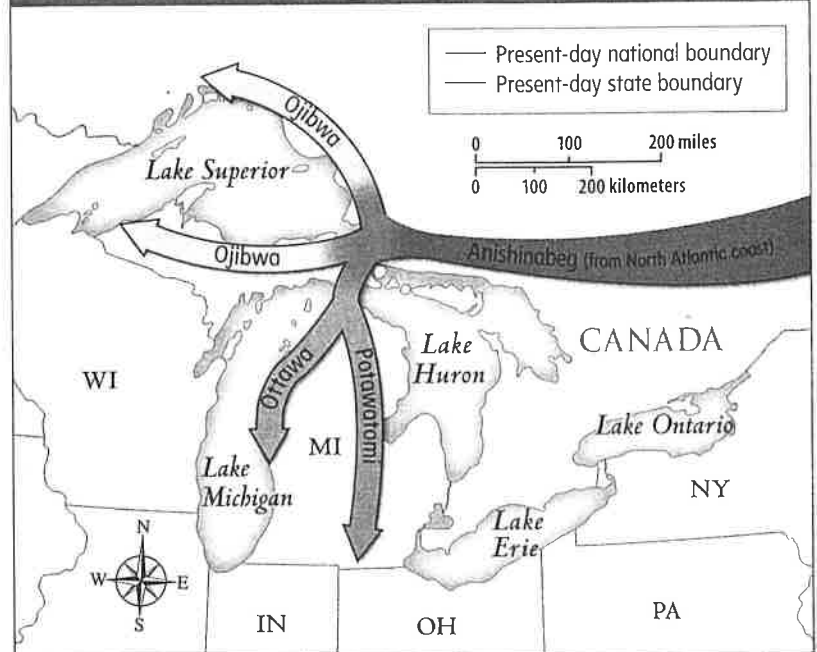 Present-day national boundary
Present-day state boundary
0 100 200 miles
0 100 200 kilometers
Ojibwa
Lake Superior
Ojibwa
Anishinabeg (from North Atlantic coast)
CANADA
Lake
Huron
Ottawa
Potawatomi
WI
MI
Lake Ontario
Lake
Michigan
NY
Lake
Erie
N
W E
S
IN
OH
PA